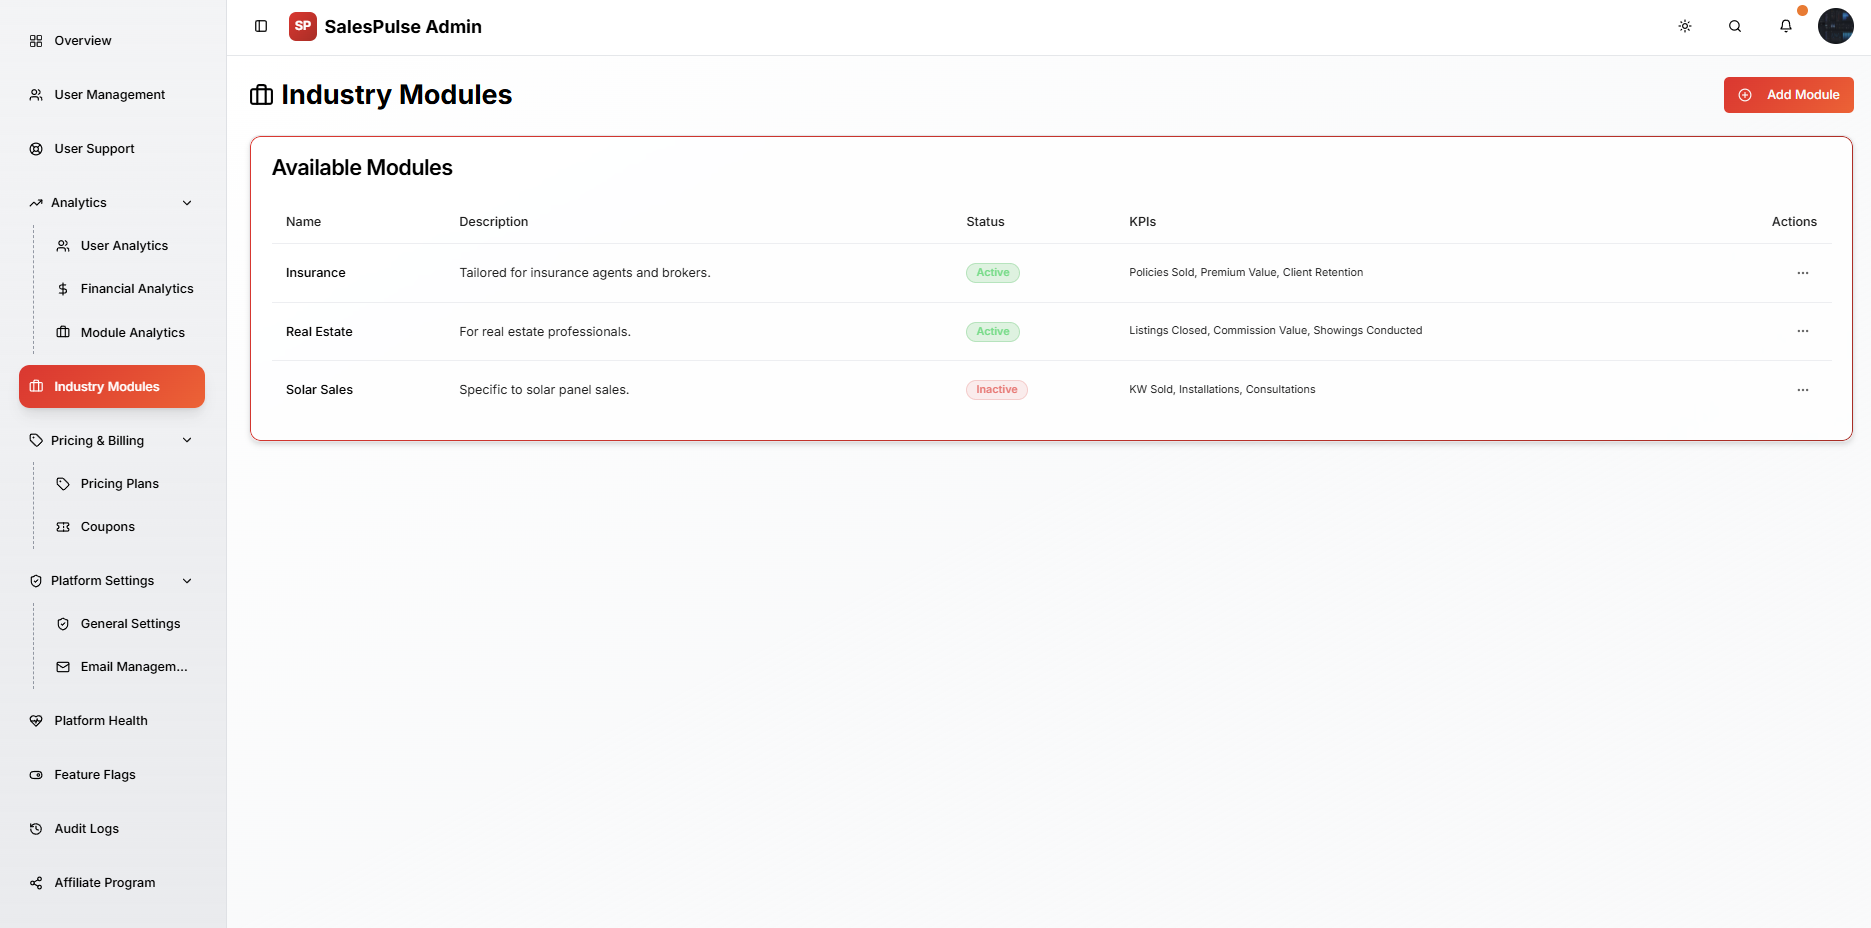 Overview
User Management
User Support
Analytics
User Analytics
Financial Analytics
Module Analytics
Industry Modules
Pricing & Billing
Pricing Plans
Coupons
Platform Settings
General Settings
Email Managem...
Platform Health
Feature Flags
Audit Logs
Affiliate Program
SP SalesPulse Admin
Industry Modules
Add Module
Available Modules
Name Description Status KPIs Actions
Insurance Tailored for insurance agents and brokers. Active Policies Sold, Premium Value, Client Retention
Real Estate For real estate professionals. Active Listings Closed, Commission Value, Showings Conducted
Solar Sales Specific to solar panel sales. Inactive KW Sold, Installations, Consultations